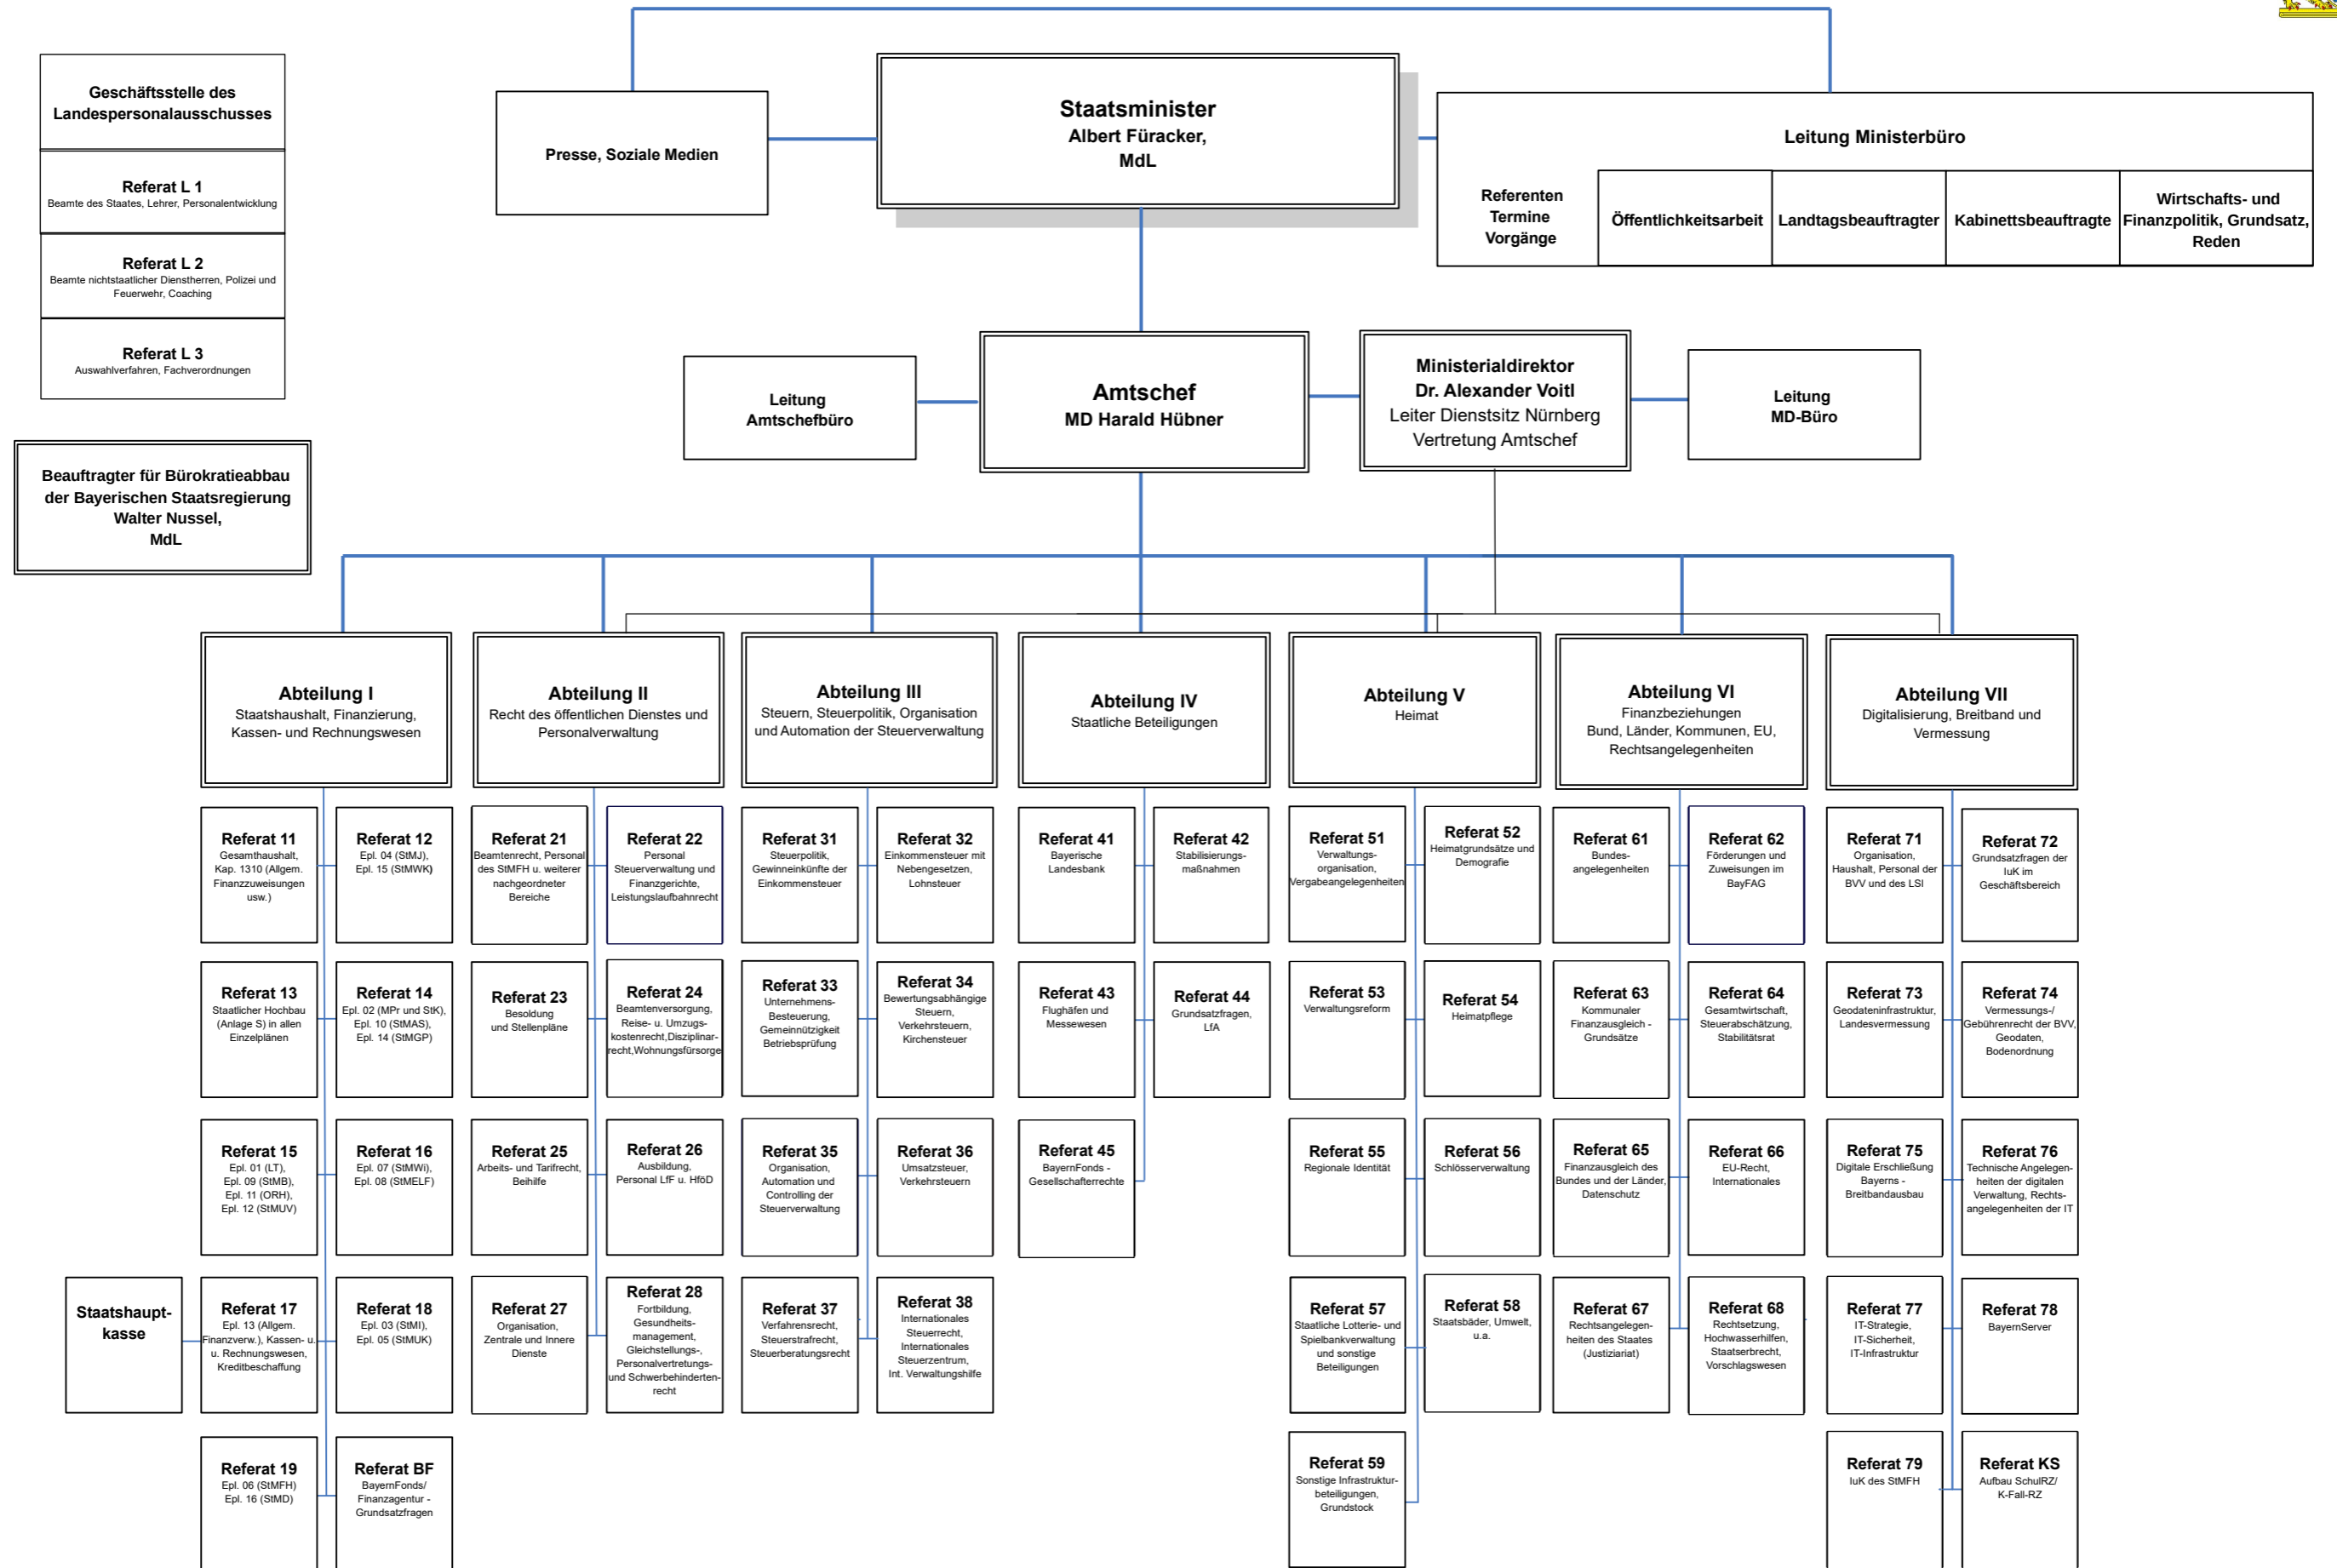 Geschäftsstelle des
Landespersonalausschusses
Referat L 1
Beamte des Staates, Lehrer, Personalentwicklung
Referat L 2
Beamte nichtstaatlicher Dienstherren, Polizei und
Feuerwehr, Coaching
Referat L 3
Auswahlverfahren, Fachverordnungen
Beauftragter für Bürokratieabbau
der Bayerischen Staatsregierung
Walter Nussel,
MdL
Presse, Soziale Medien
Staatsminister
Albert Füracker,
MdL
Leitung Ministerbüro
Referenten
Termine
Vorgänge
Öffentlichkeitsarbeit
Landtagsbeauftragter
Kabinettsbeauftragte
Wirtschafts- und
Finanzpolitik, Grundsatz,
Reden
Leitung
Amtschefbüro
Amtschef
MD Harald Hübner
Ministerialdirektor
Dr. Alexander Voitl
Leiter Dienstsitz Nürnberg
Vertretung Amtschef
Leitung
MD-Büro
Abteilung I
Staatshaushalt, Finanzierung,
Kassen- und Rechnungswesen
Abteilung II
Recht des öffentlichen Dienstes und
Personalverwaltung
Abteilung III
Steuern, Steuerpolitik, Organisation
und Automation der Steuerverwaltung
Abteilung IV
Staatliche Beteiligungen
Abteilung V
Heimat
Abteilung VI
Finanzbeziehungen
Bund, Länder, Kommunen, EU,
Rechtsangelegenheiten
Abteilung VII
Digitalisierung, Breitband und
Vermessung
Referat 11
Gesamthaushalt,
Kap. 1310 (Allgem.
Finanzzuweisungen
usw.)
Referat 12
Epl. 04 (StMJ),
Epl. 15 (StMWK)
Referat 21
Beamtenrecht, Personal
des StMFH u. weiterer
nachgeordneter
Bereiche
Referat 22
Personal
Steuerverwaltung und
Finanzgerichte,
Leistungslaufbahnrecht
Referat 31
Steuerpolitik,
Gewinneinkünfte der
Einkommensteuer
Referat 32
Einkommensteuer mit
Nebengesetzen,
Lohnsteuer
Referat 41
Bayerische
Landesbank
Referat 42
Stabilisierungs-
maßnahmen
Referat 51
Verwaltungs-
organisation,
Vergabeangelegenheiten
Referat 52
Heimatgrundsätze und
Demografie
Referat 61
Bundes-
angelegenheiten
Referat 62
Förderungen und
Zuweisungen im
BayFAG
Referat 71
Organisation,
Haushalt, Personal der
BVV und des LSI
Referat 72
Grundsatzfragen der
IuK im
Geschäftsbereich
Referat 13
Staatlicher Hochbau
(Anlage S) in allen
Einzelplänen
Referat 14
Epl. 02 (MPr und StK),
Epl. 10 (StMAS),
Epl. 14 (StMGP)
Referat 23
Besoldung
und Stellenpläne
Referat 24
Beamtenversorgung,
Reise- u. Umzugs-
kostenrecht,Disziplinar-
recht,Wohnungsfürsorge
Referat 33
Unternehmens-
Besteuerung,
Gemeinnützigkeit
Betriebsprüfung
Referat 34
Bewertungsabhängige
Steuern,
Verkehrsteuern,
Kirchensteuer
Referat 43
Flughäfen und
Messewesen
Referat 44
Grundsatzfragen,
LfA
Referat 53
Verwaltungsreform
Referat 54
Heimatpflege
Referat 63
Kommunaler
Finanzausgleich -
Grundsätze
Referat 64
Gesamtwirtschaft,
Steuerabschätzung,
Stabilitätsrat
Referat 73
Geodateninfrastruktur,
Landesvermessung
Referat 74
Vermessungs-/
Gebührenrecht der BVV,
Geodaten,
Bodenordnung
Referat 15
Epl. 01 (LT),
Epl. 09 (StMB),
Epl. 11 (ORH),
Epl. 12 (StMUV)
Referat 16
Epl. 07 (StMWi),
Epl. 08 (StMELF)
Referat 25
Arbeits- und Tarifrecht,
Beihilfe
Referat 26
Ausbildung,
Personal LfF u. HföD
Referat 35
Organisation,
Automation und
Controlling der
Steuerverwaltung
Referat 36
Umsatzsteuer,
Verkehrsteuern
Referat 45
BayernFonds -
Gesellschafterrechte
Referat 55
Regionale Identität
Referat 56
Schlösserverwaltung
Referat 65
Finanzausgleich des
Bundes und der Länder,
Datenschutz
Referat 66
EU-Recht,
Internationales
Referat 75
Digitale Erschließung
Bayerns -
Breitbandausbau
Referat 76
Technische Angelegen-
heiten der digitalen
Verwaltung, Rechts-
angelegenheiten der IT
Staatshaupt-
kasse
Referat 17
Epl. 13 (Allgem.
Finanzverw.), Kassen- u.
u. Rechnungswesen,
Kreditbeschaffung
Referat 18
Epl. 03 (StMI),
Epl. 05 (StMUK)
Referat 27
Organisation,
Zentrale und Innere
Dienste
Referat 28
Fortbildung,
Gesundheits-
management,
Gleichstellungs-,
Personalvertretungs-
und Schwerbehinderten-
recht
Referat 37
Verfahrensrecht,
Steuerstrafrecht,
Steuerberatungsrecht
Referat 38
Internationales
Steuerrecht,
Internationales
Steuerzentrum,
Int. Verwaltungshilfe
Referat 57
Staatliche Lotterie- und
Spielbankverwaltung
und sonstige
Beteiligungen
Referat 58
Staatsbäder, Umwelt,
u.a.
Referat 67
Rechtsangelegen-
heiten des Staates
(Justiziariat)
Referat 68
Rechtsetzung,
Hochwasserhilfen,
Staatserbrecht,
Vorschlagswesen
Referat 77
IT-Strategie,
IT-Sicherheit,
IT-Infrastruktur
Referat 78
BayernServer
Referat 19
Epl. 06 (StMFH)
Epl. 16 (StMD)
Referat BF
BayernFonds/
Finanzagentur -
Grundsatzfragen
Referat 59
Sonstige Infrastruktur-
beteiligungen,
Grundstock
Referat 79
IuK des StMFH
Referat KS
Aufbau SchulRZ/
K-Fall-RZ